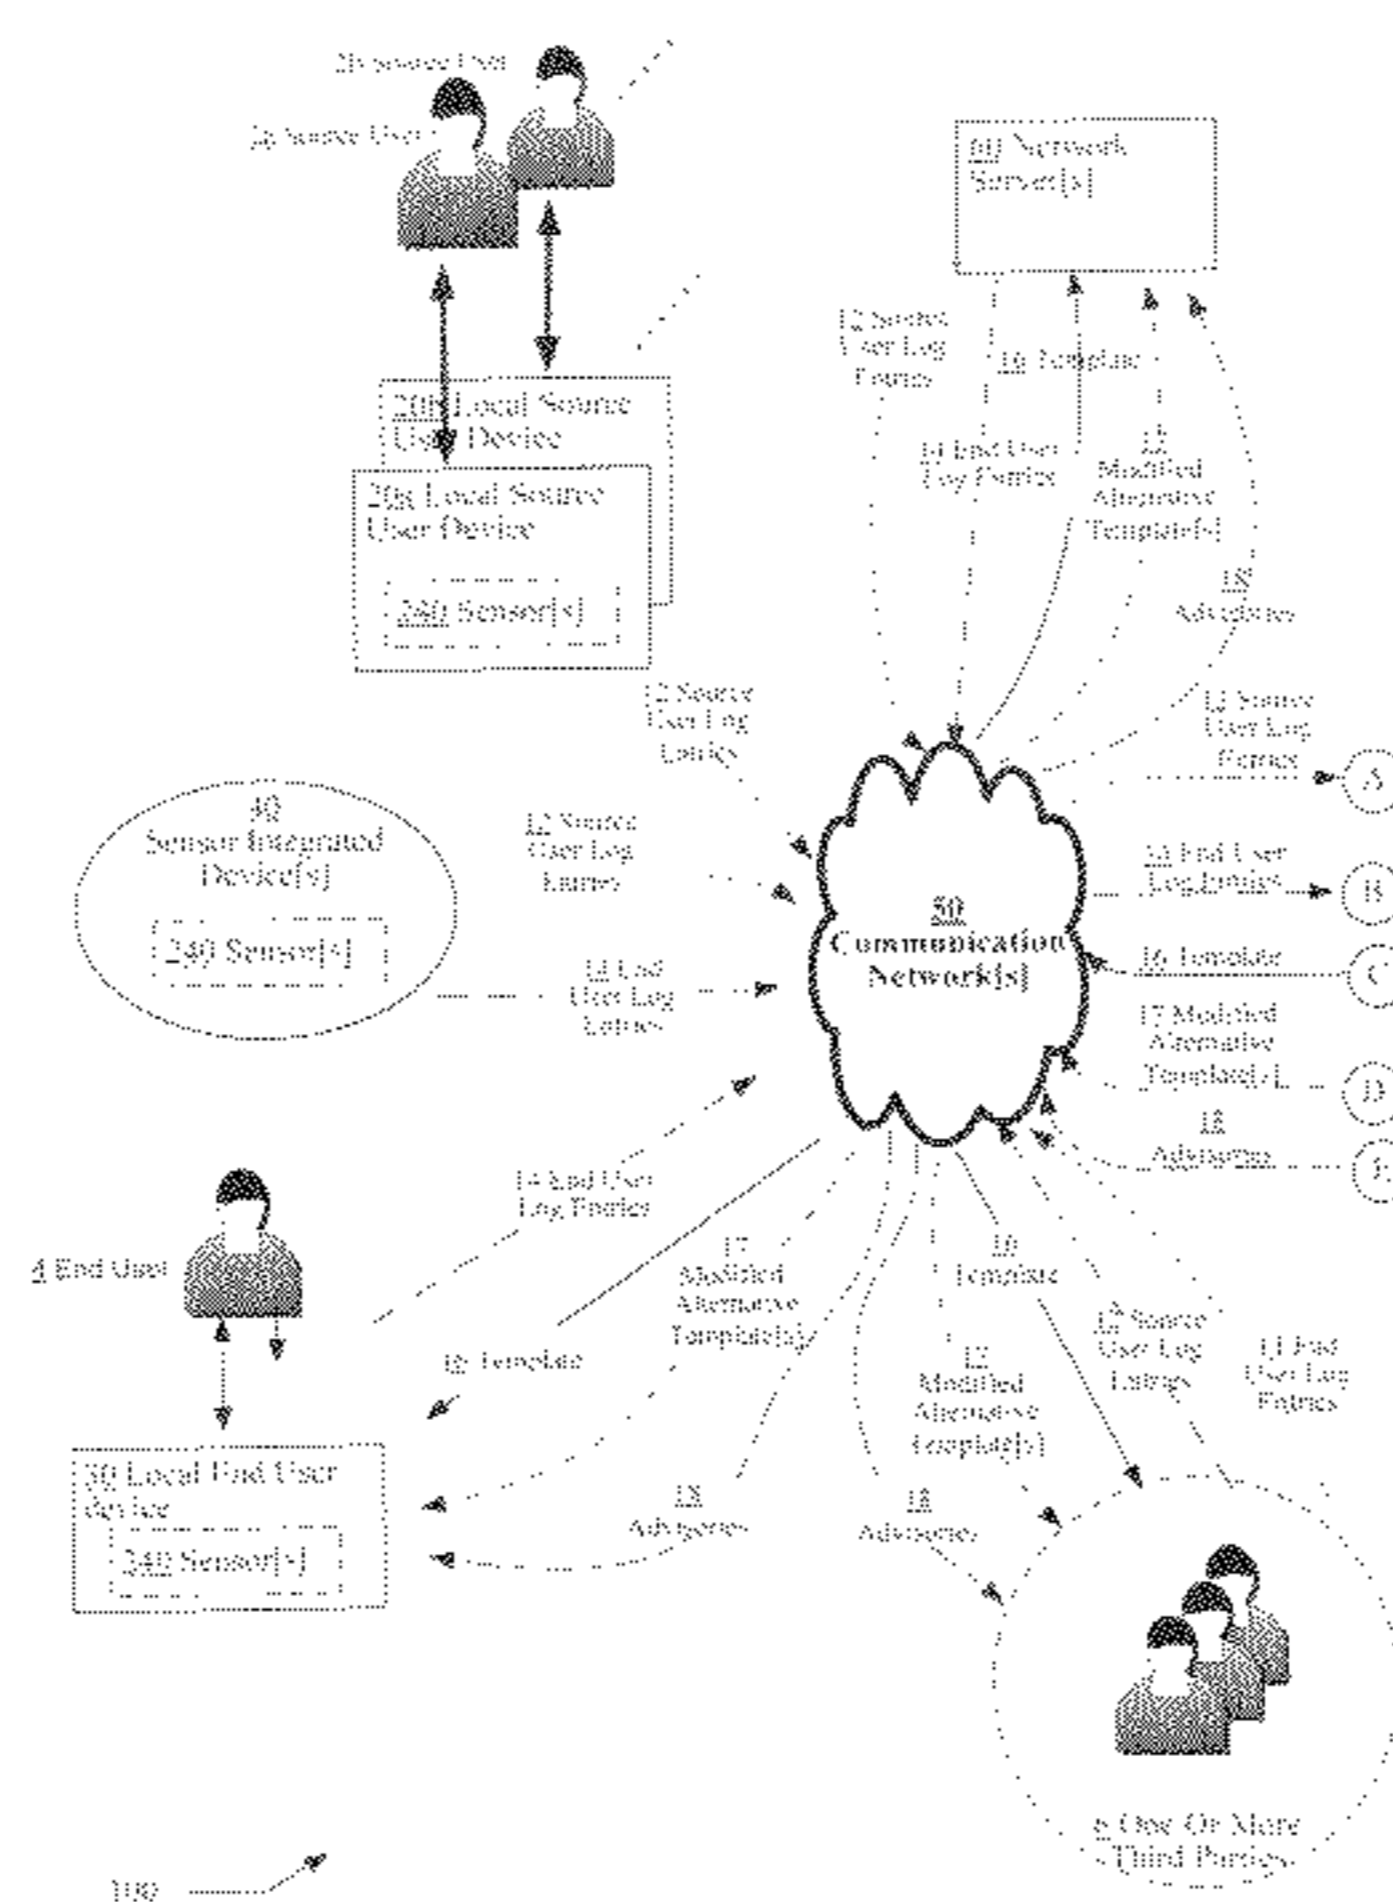 2b Source User
2a Source User
60 Network
Server[s]
12 Source
User Log
Entries
16 Template
20b Local Source
User Device
14 End User
Log Entries
17
Modified
Alternative
Template[s]
20a Local Source
User Device
240 Sensor[s]
18
Advisories
12 Source
User Log
Entries
12 Source
User Log
Entries
A
40
Sensor Integrated
Device[s]
240 Sensor[s]
12 Source
User Log
Entries
14 End User
Log Entries
B
50
Communication
Network[s]
16 Template
C
14 End
User Log
Entries
17 Modified
Alternative
Template[s]
D
18
Advisories
E
14 End User
Log Entries
4 End User
17
Modified
Alternative
Template[s]
16
Template
12 Source
User Log
Entries
14 End
User Log
Entries
16 Template
17
Modified
Alternative
Template[s]
30 Local End User
device
240 Sensor[s]
18
Advisories
18
Advisories
6 One Or More
Third Parties
100